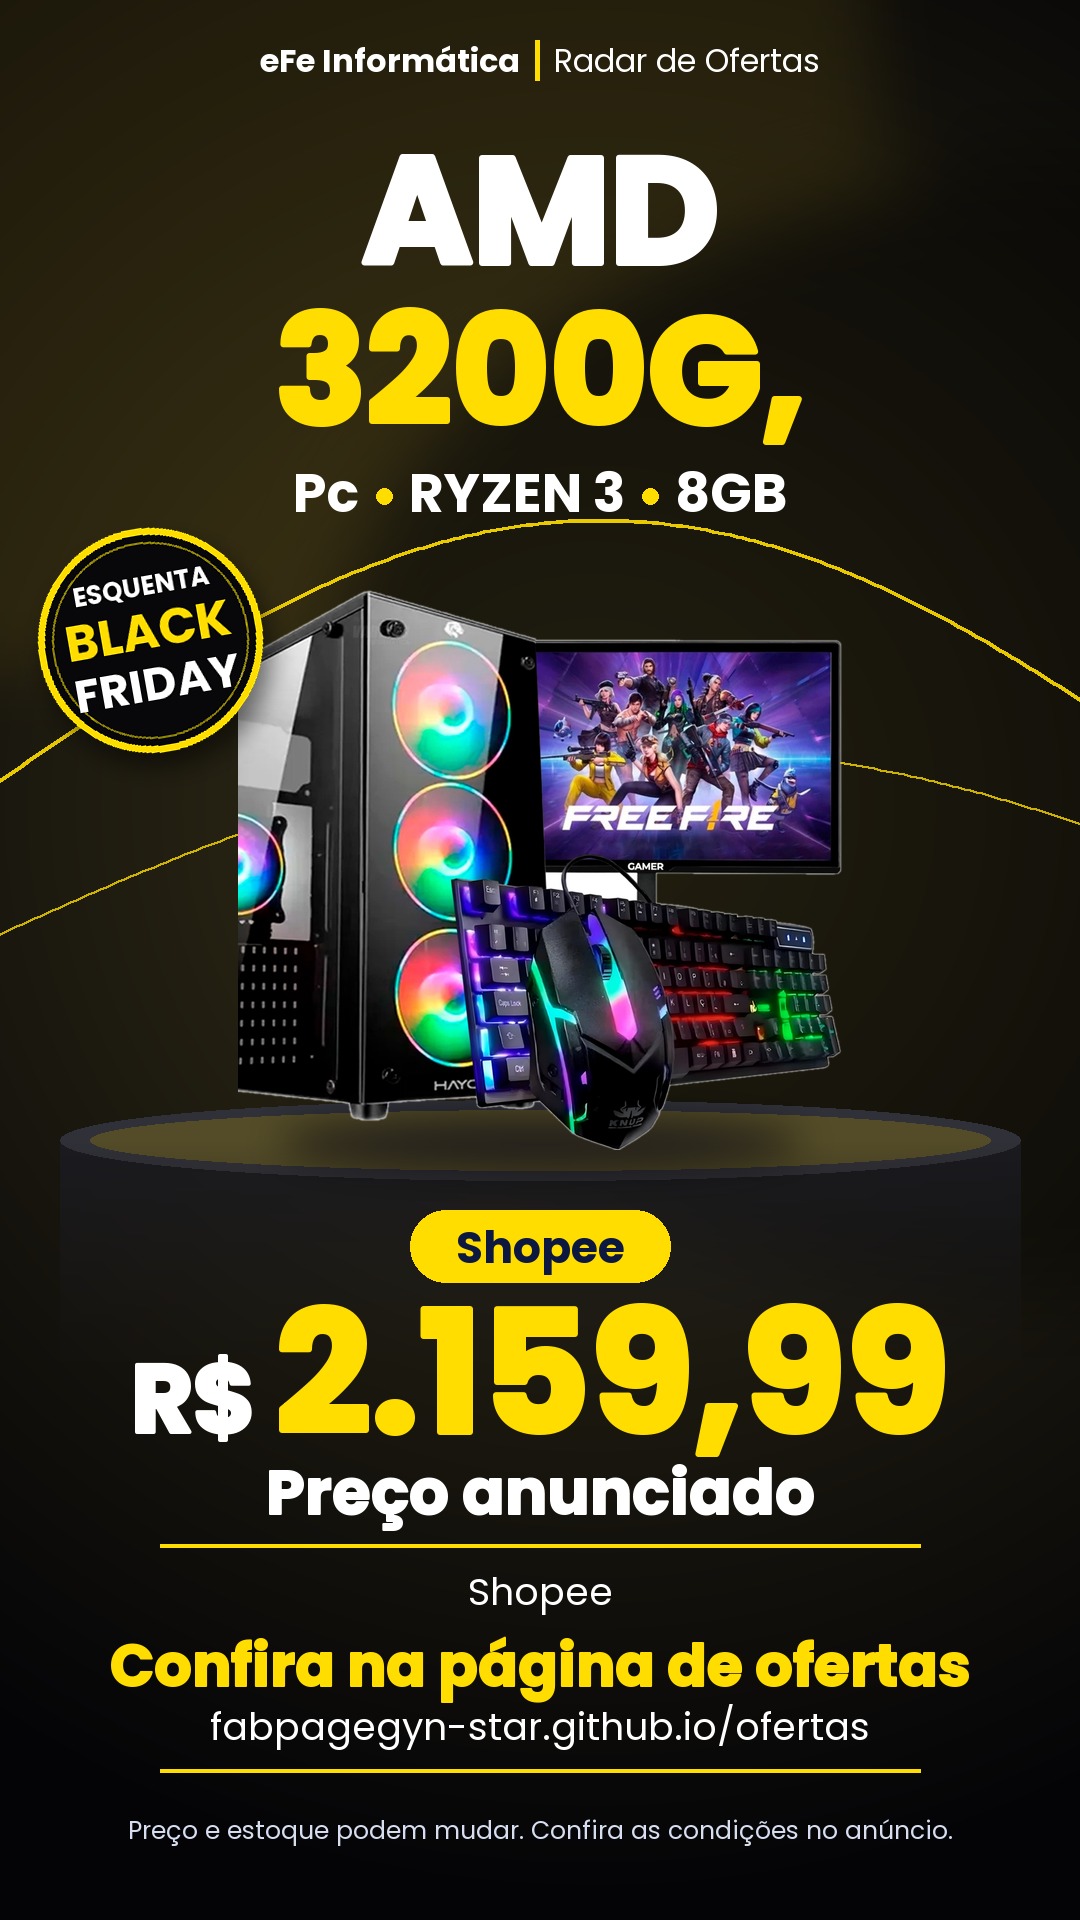 eFe Informática | Radar de Ofertas
AMD
3200G,
Pc • RYZEN 3 • 8GB
ESQUENTA
BLACK
FRIDAY
FREE FIRE
GAMER
HAYC
KNUP
Shopee
R$ 2.159,99
Preço anunciado
Shopee
Confira na página de ofertas
fabpagegyn-star.github.io/ofertas
Preço e estoque podem mudar. Confira as condições no anúncio.